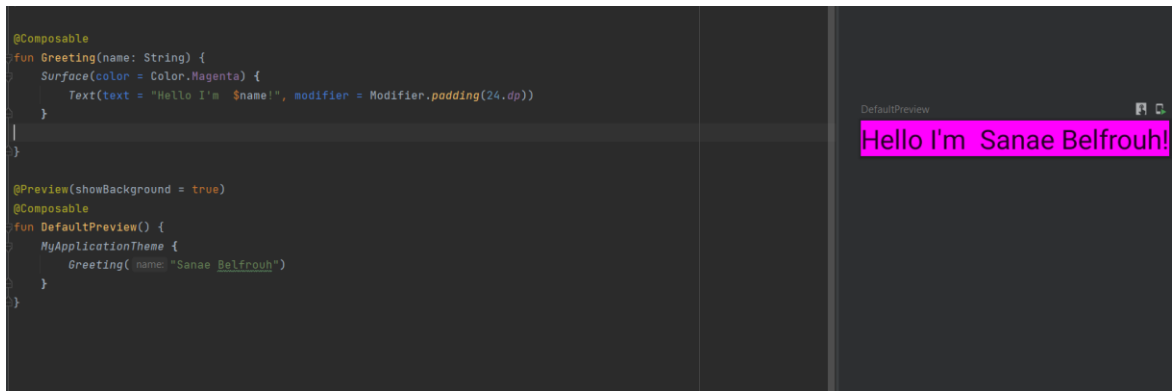 @Composable
fun Greeting(name: String) {
    Surface(color = Color.Magenta) {
        Text(text = "Hello I'm  $name!", modifier = Modifier.padding(24.dp))
    }
}
@Preview(showBackground = true)
@Composable
fun DefaultPreview() {
    MyApplicationTheme {
        Greeting( name: "Sanae Belfrouh")
    }
}
DefaultPreview
Hello I'm  Sanae Belfrouh!